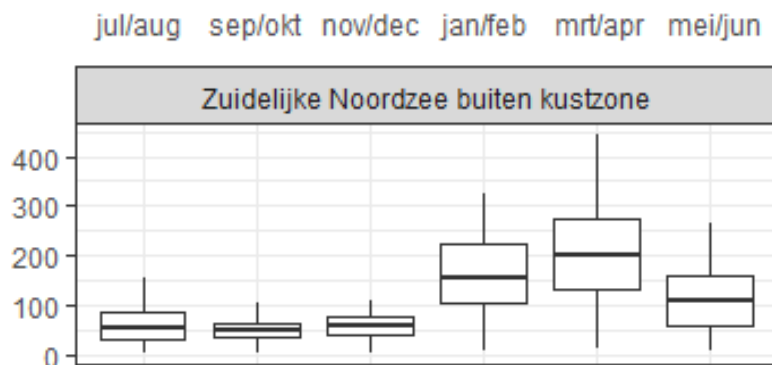 jul/aug sep/okt nov/dec jan/feb mrt/apr mei/jun
Zuidelijke Noordzee buiten kustzone
400
300
200
100
0